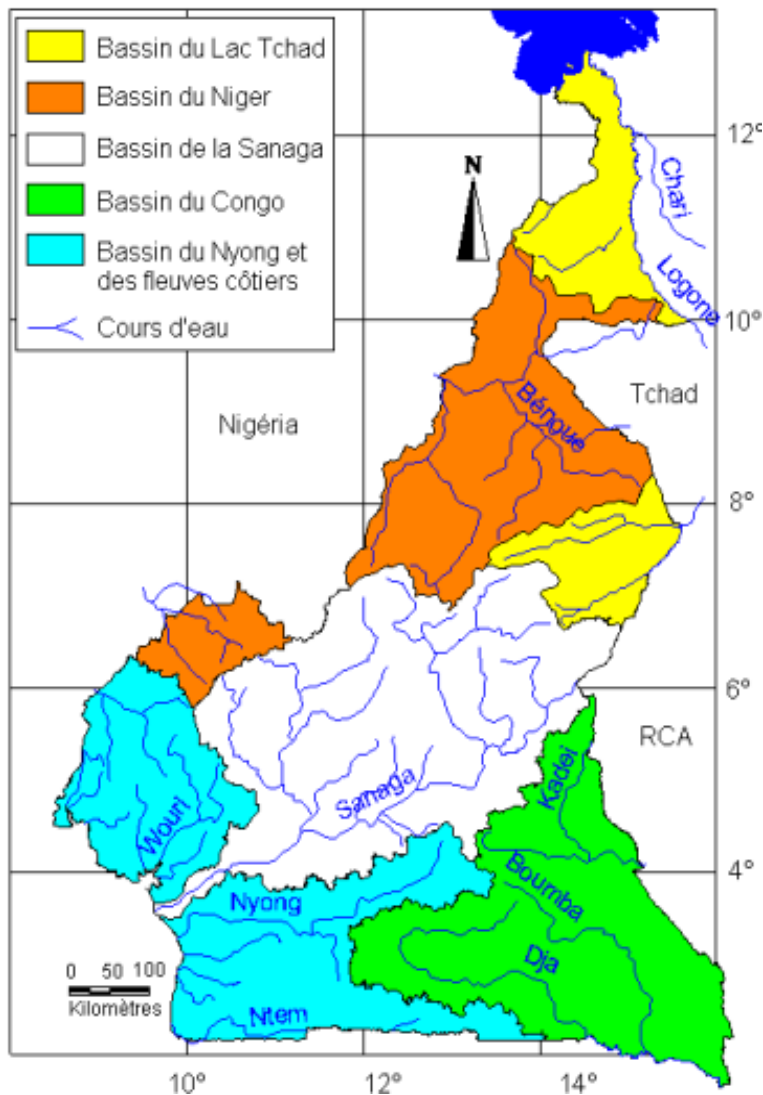 Bassin du Lac Tchad
Bassin du Niger
Bassin de la Sanaga
Bassin du Congo
Bassin du Nyong et
des fleuves côtiers
Cours d'eau
N
12°
Chari
Logone
10°
Tchad
Nigéria
Béngue
8°
6°
RCA
Kadei
Sanaga
Wouri
4°
Boumba
Nyong
Dja
0 50 100
Kilomètres
Ntem
10°
12°
14°